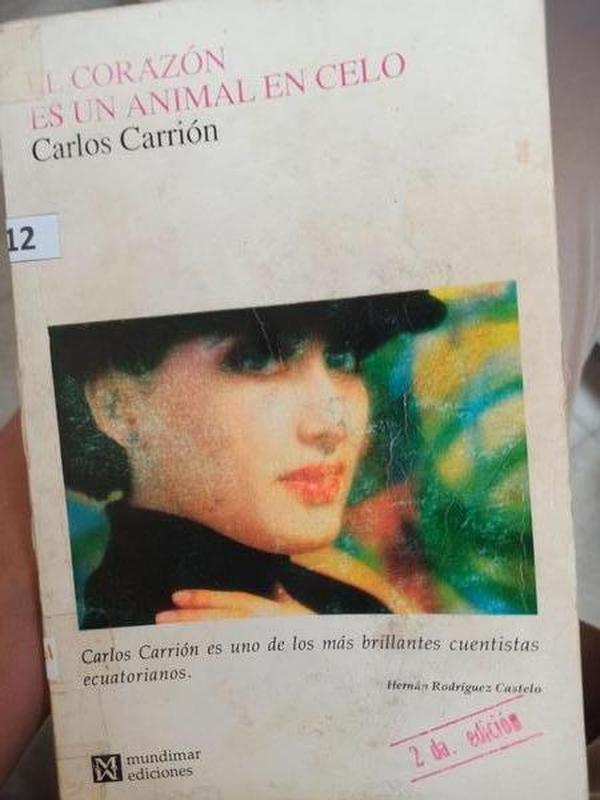 EL CORAZÓN
ES UN ANIMAL EN CELO
Carlos Carrión
12
Carlos Carrión es uno de los más brillantes cuentistas
ecuatorianos.
Hernán Rodríguez Castelo
2 da. edición
mundimar
ediciones